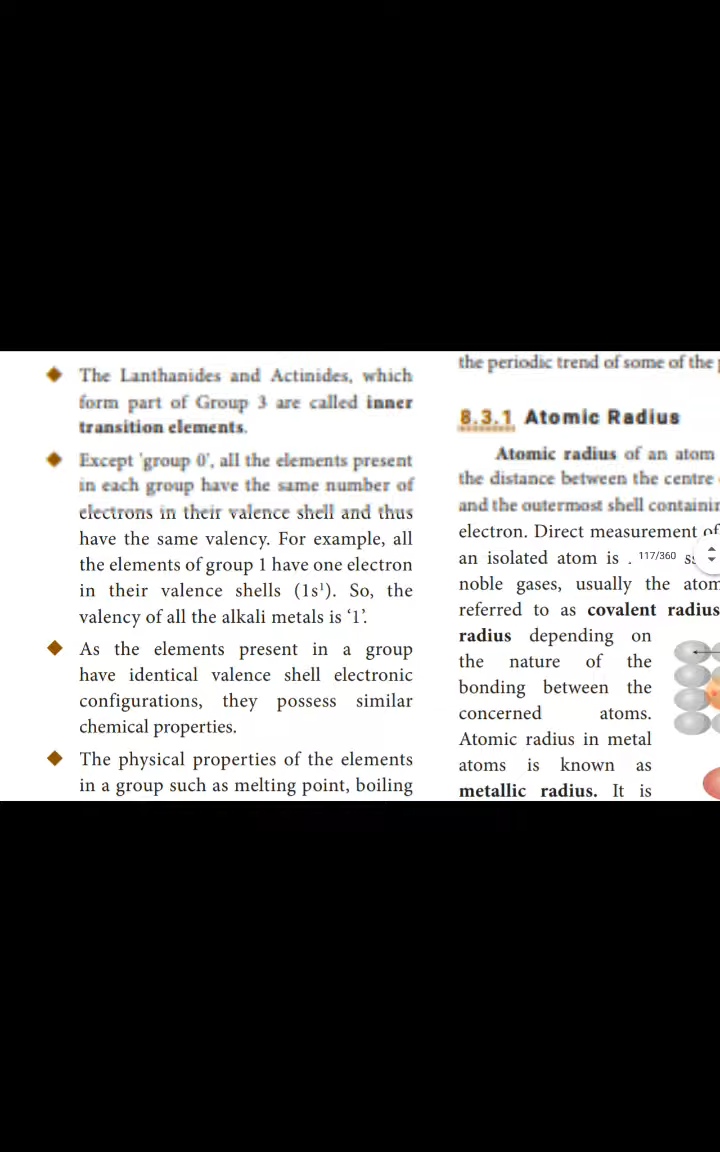 The Lanthanides and Actinides, which
form part of Group 3 are called inner
transition elements.
Except 'group 0', all the elements present
in each group have the same number of
electrons in their valence shell and thus
have the same valency. For example, all
the elements of group 1 have one electron
in their valence shells (1s¹). So, the
valency of all the alkali metals is ‘1’.
As the elements present in a group
have identical valence shell electronic
configurations, they possess similar
chemical properties.
The physical properties of the elements
in a group such as melting point, boiling
the periodic trend of some of the
8.3.1 Atomic Radius
Atomic radius of an atom
the distance between the centre
and the outermost shell
electron. Direct measurement of
an isolated atom is .
117/360
noble gases, usually the
referred to as covalent radius
radius depending on
the nature of the
bonding between the
concerned atoms.
Atomic radius in metal
atoms is known as
metallic radius. It is